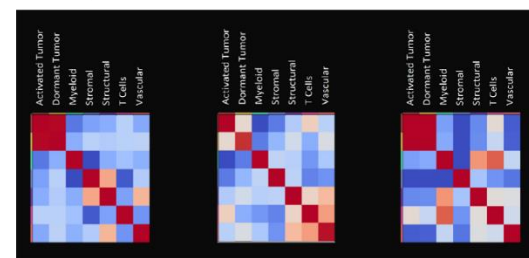 Activated Tumor
Dormant Tumor
Myeloid
Stromal
Structural
T Cells
Vascular
Activated Tumor
Dormant Tumor
Myeloid
Stromal
Structural
T Cells
Vascular
Activated Tumor
Dormant Tumor
Myeloid
Stromal
Structural
T Cells
Vascular